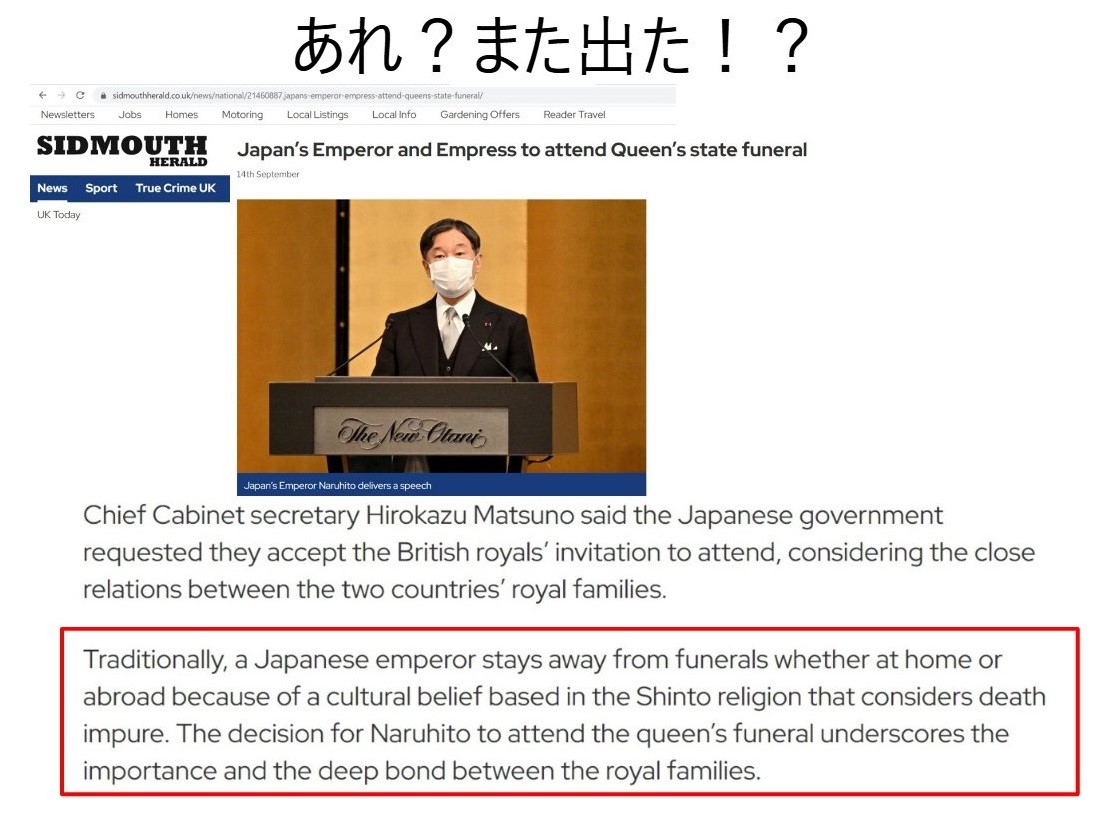 あれ？また出た！？
sidmouthherald.co.uk/news/national/21460887.japans-emperor-empress-attend-queens-state-funeral/
Newsletters Jobs Homes Motoring Local Listings Local Info Gardening Offers Reader Travel
SIDMOUTH
HERALD
Japan’s Emperor and Empress to attend Queen’s state funeral
14th September
News Sport True Crime UK
UK Today
The New Otani
Japan’s Emperor Naruhito delivers a speech
Chief Cabinet secretary Hirokazu Matsuno said the Japanese government
requested they accept the British royals’ invitation to attend, considering the close
relations between the two countries’ royal families.
Traditionally, a Japanese emperor stays away from funerals whether at home or
abroad because of a cultural belief based in the Shinto religion that considers death
impure. The decision for Naruhito to attend the queen’s funeral underscores the
importance and the deep bond between the royal families.